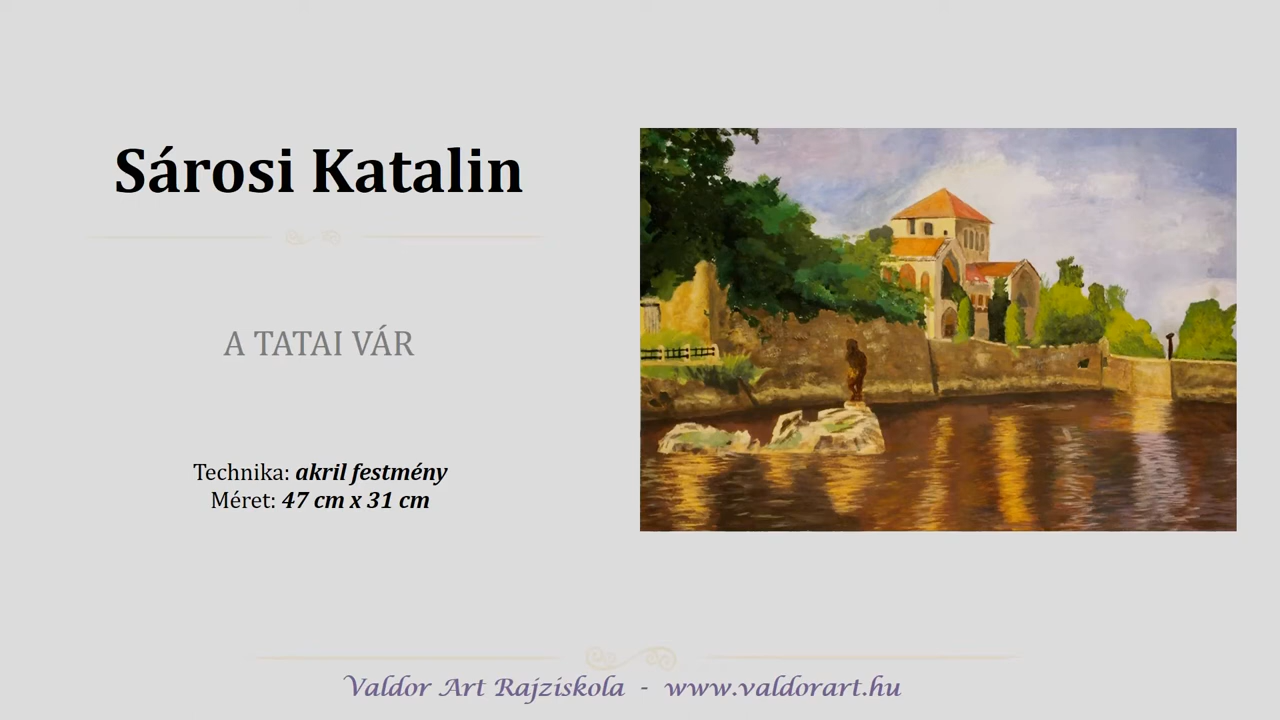 Sárosi Katalin
A TATAI VÁR
Technika: akril festmény
Méret: 47 cm x 31 cm
Valdor Art Rajziskola - www.valdorart.hu